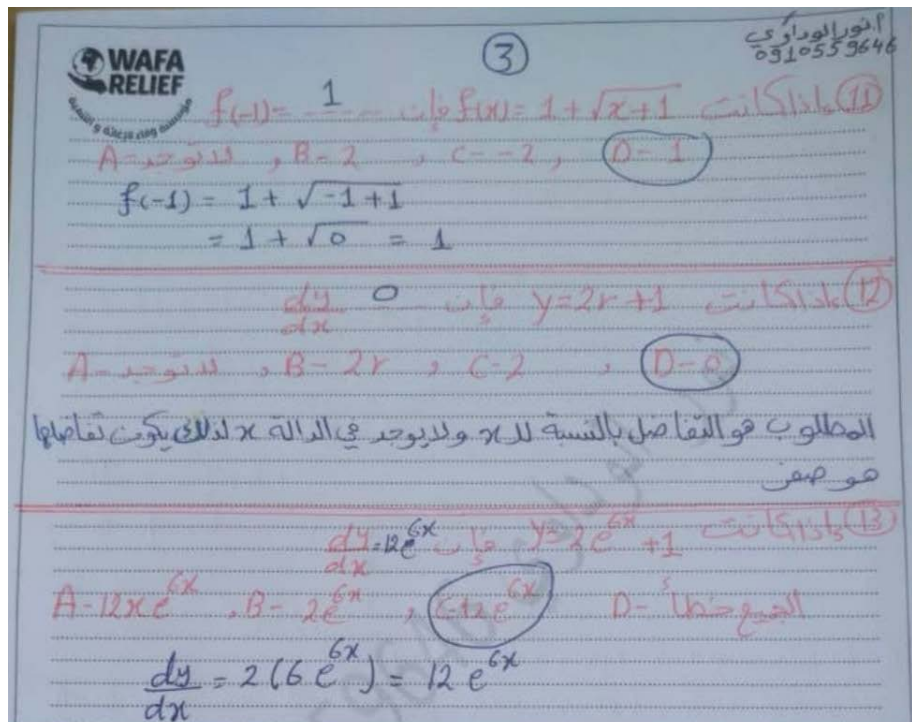 أ. نور الوداوي
0910559646
3
WAFA
RELIEF
11 إذا كانت f(x) = 1 + √x+1 فإن f(-1) = 1
A - لا توجد , B - 2 , C - -2 , D - 1
f(-1) = 1 + √-1+1
= 1 + √0 = 1
12 إذا كانت y = 2r + 1 فإن dy/dx 0
A - لا توجد , B - 2r , C - 2 , D - 0
المطلوب هو التفاضل بالنسبة للـ x ولا يوجد في الدالة x لذلك يكون تفاضلها
هو صفر
13 إذا كانت y = 2e^6x + 1 فإن dy/dx = 12e^6x
A - 12xe^6x , B - 2e^6x , C - 12e^6x D - الجميع خطأ
dy/dx = 2(6e^6x) = 12e^6x